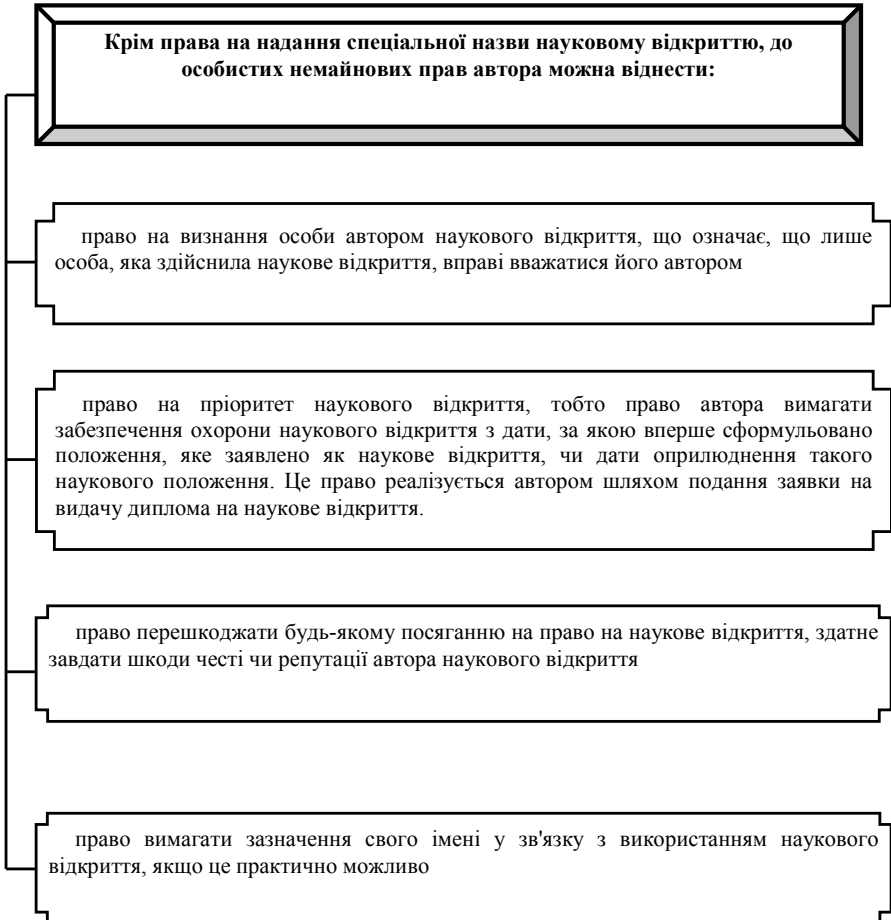 Крім права на надання спеціальної назви науковому відкриттю, до
особистих немайнових прав автора можна віднести:
право на визнання особи автором наукового відкриття, що означає, що лише
особа, яка здійснила наукове відкриття, вправі вважатися його автором
право на пріоритет наукового відкриття, тобто право автора вимагати
забезпечення охорони наукового відкриття з дати, за якою вперше сформульовано
положення, яке заявлено як наукове відкриття, чи дати оприлюднення такого
наукового положення. Це право реалізується автором шляхом подання заявки на
видачу диплома на наукове відкриття.
право перешкоджати будь-якому посяганню на право на наукове відкриття, здатне
завдати шкоди честі чи репутації автора наукового відкриття
право вимагати зазначення свого імені у зв'язку з використанням наукового
відкриття, якщо це практично можливо